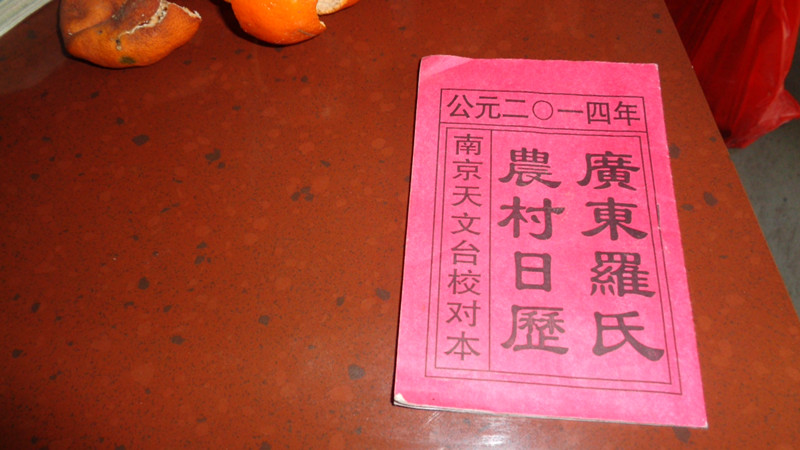 公元二〇一四年
廣東羅氏
農村日歷
南京天文台校对本